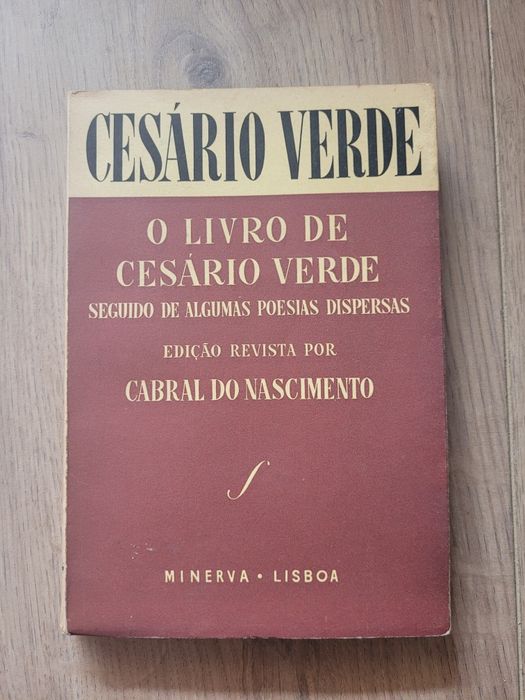 CESÁRIO VERDE
O LIVRO DE
CESÁRIO VERDE
SEGUIDO DE ALGUMAS POESIAS DISPERSAS
EDIÇÃO REVISTA POR
CABRAL DO NASCIMENTO
MINERVA • LISBOA